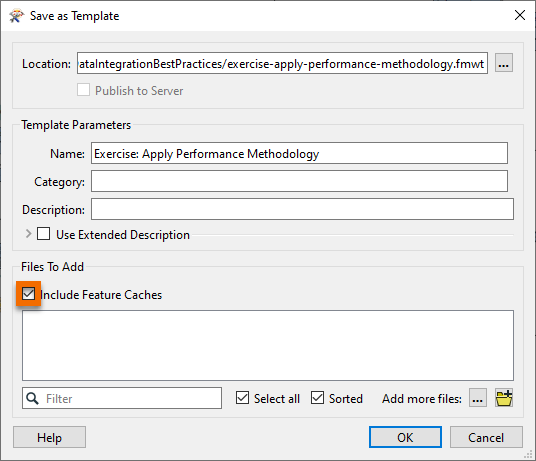 Save as Template
Location: ataIntegrationBestPractices/exercise-apply-performance-methodology.fmwt ...
Publish to Server
Template Parameters
Name: Exercise: Apply Performance Methodology
Category:
Description:
Use Extended Description
Files To Add
Include Feature Caches
Filter Select all Sorted Add more files: ...
Help OK Cancel